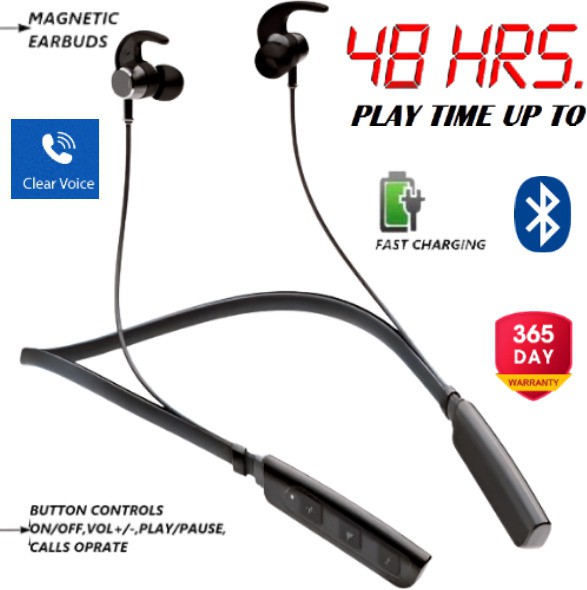 MAGNETIC
EARBUDS
48 HRS.
PLAY TIME UP TO
Clear Voice
FAST CHARGING
365
DAY
WARRANTY
BUTTON CONTROLS
ON/OFF,VOL+/-,PLAY/PAUSE,
CALLS OPRATE